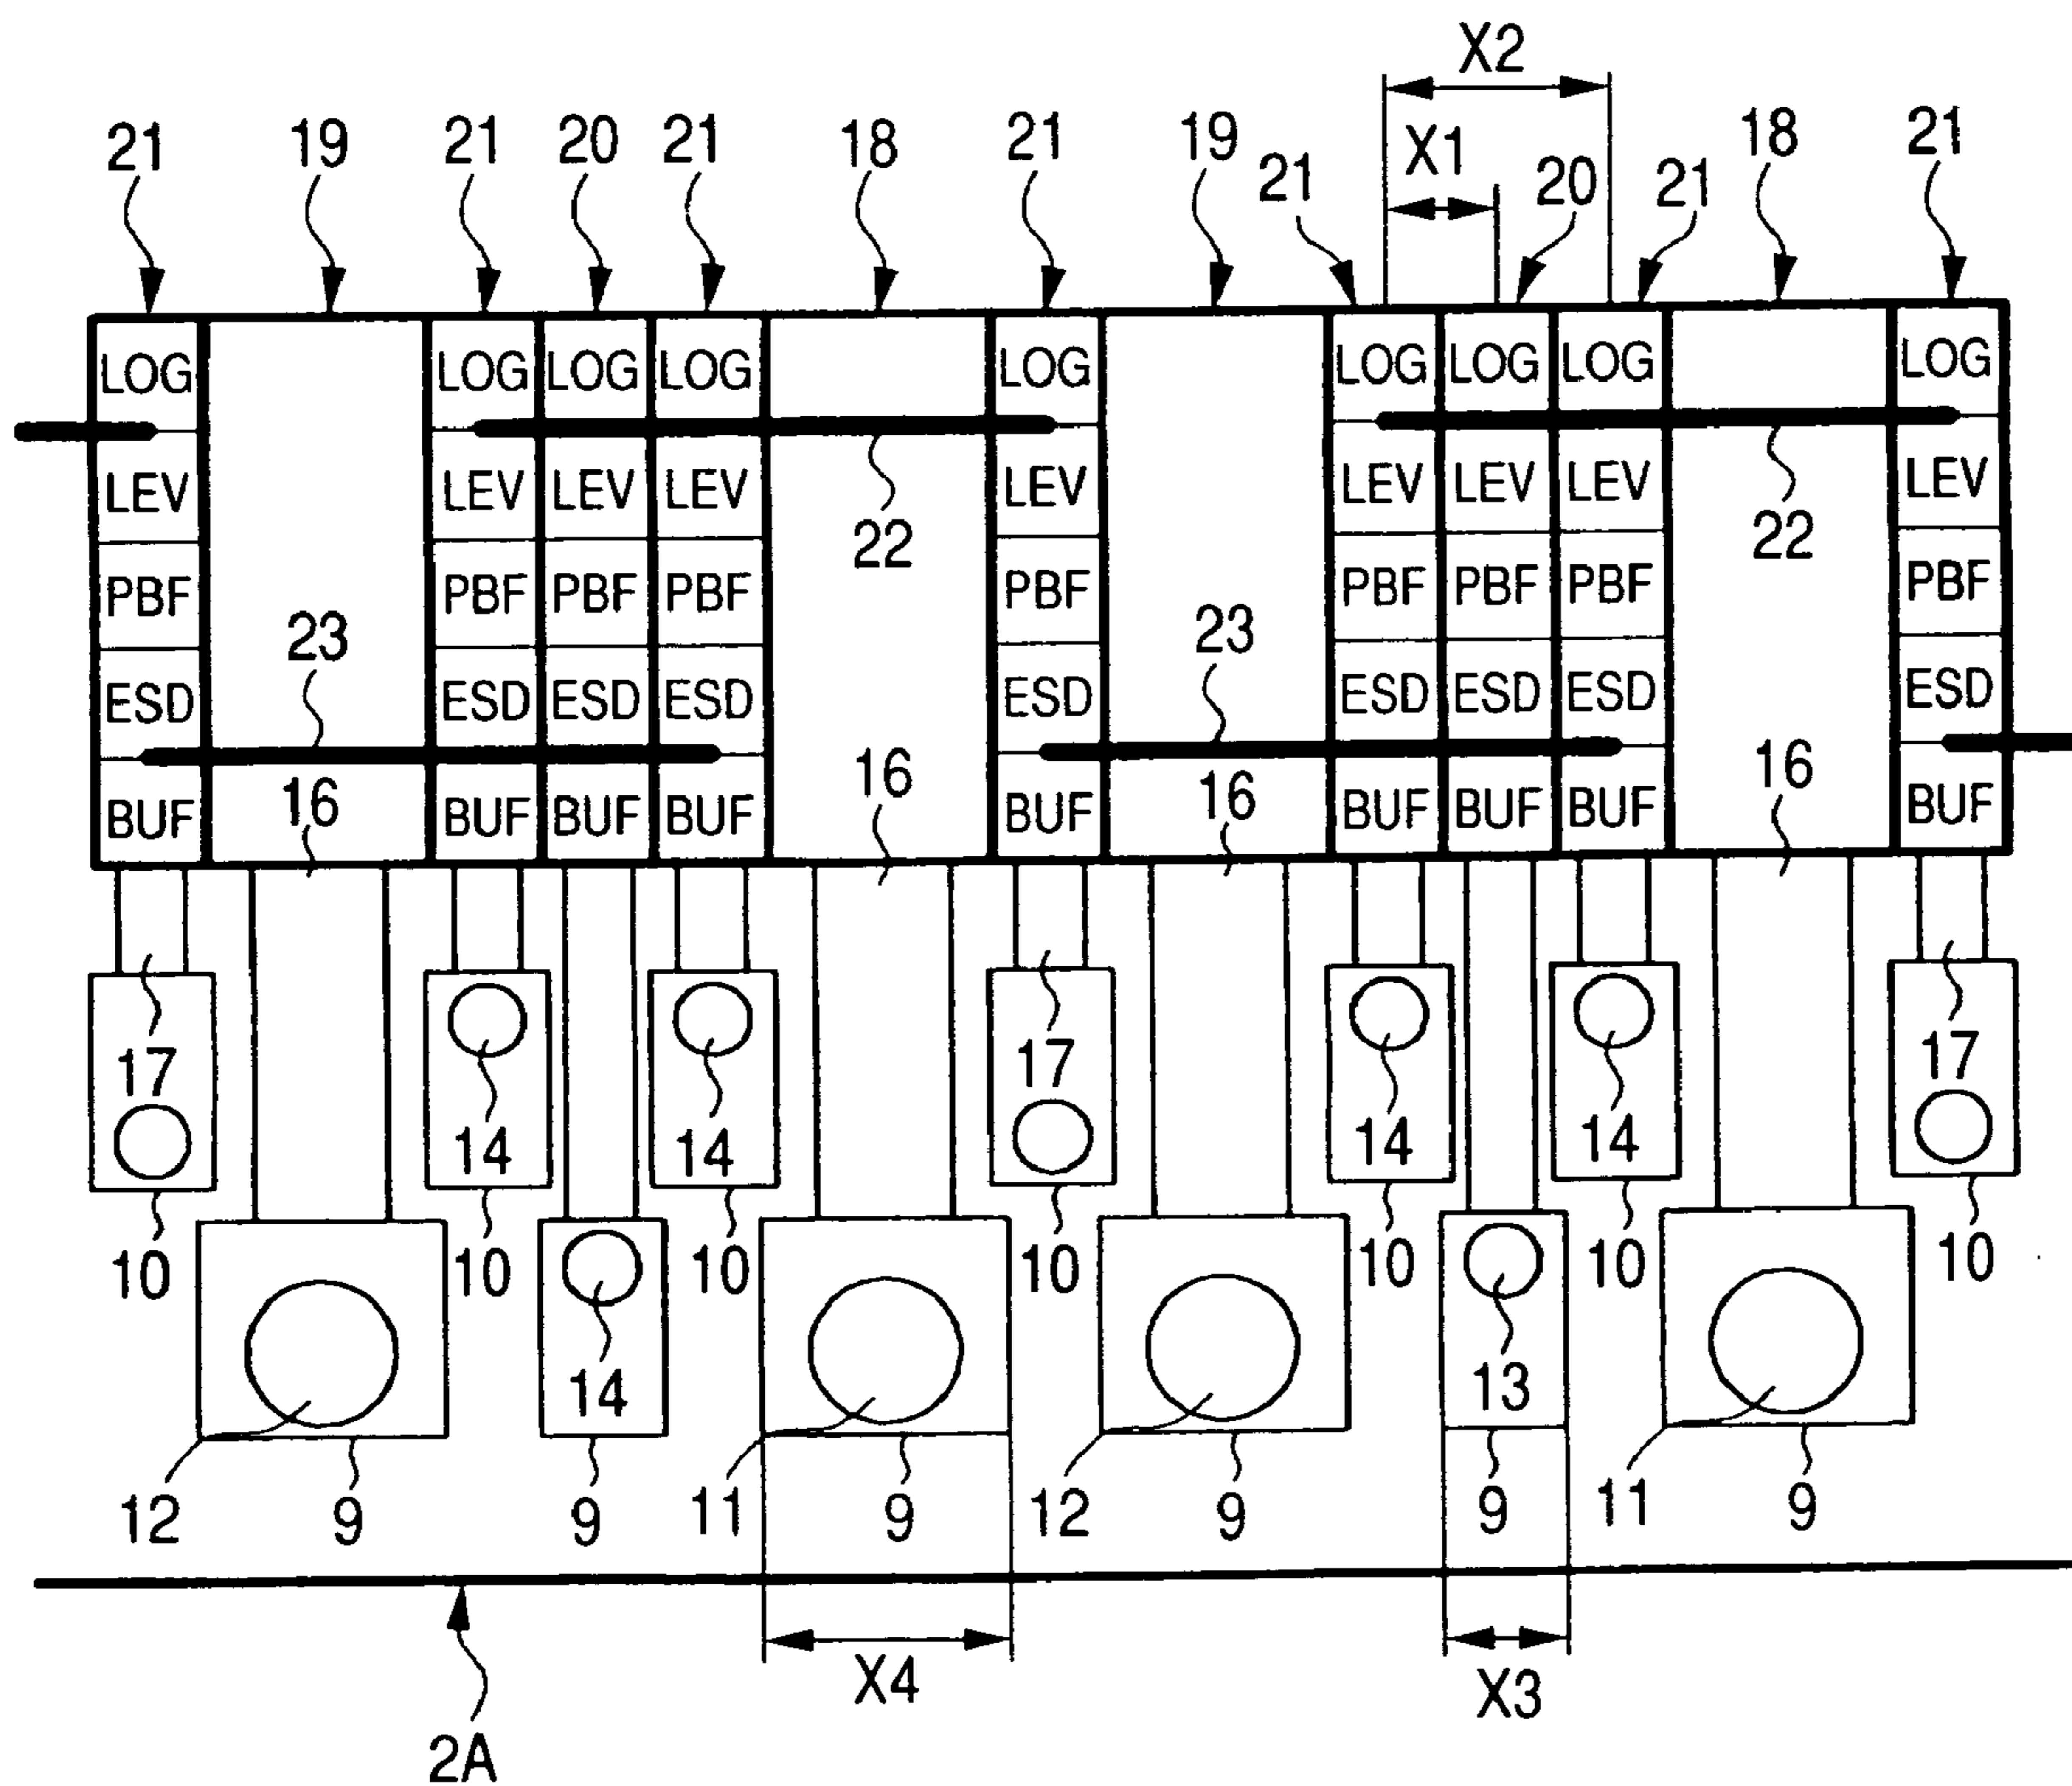 X2
X1
21 19 21 20 21 18 21 19 21 20 21 18 21
LOG LOG LOG LOG LOG LOG LOG LOG LOG
LEV LEV LEV LEV LEV LEV LEV LEV LEV
22 22
PBF PBF PBF PBF PBF PBF PBF PBF PBF
23 23
ESD ESD ESD ESD ESD ESD ESD ESD ESD
16 16 16 16
BUF BUF BUF BUF BUF BUF BUF BUF BUF
17 14 14 17 14 14 17
10 10 10 10 10 10 10
14 13
12 9 9 11 9 12 9 9 11 9
X4 X3
2A